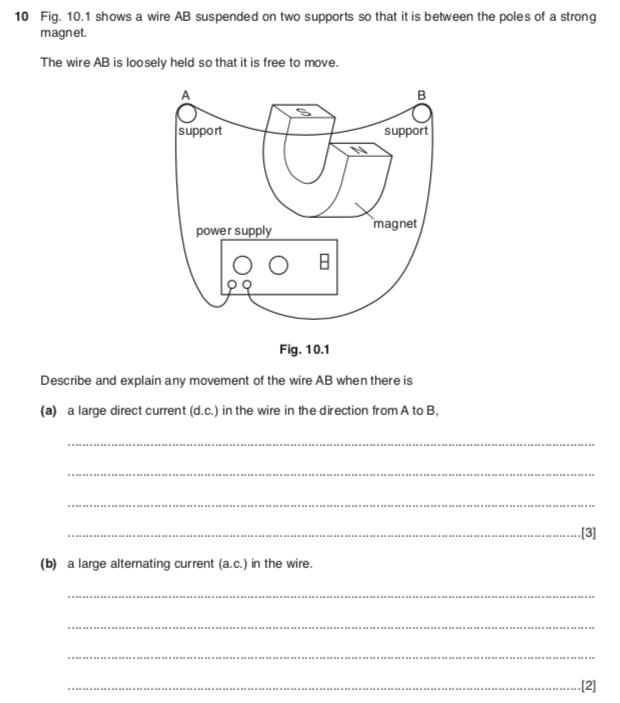 10 Fig. 10.1 shows a wire AB suspended on two supports so that it is between the poles of a strong
magnet.
The wire AB is loosely held so that it is free to move.
A B
S
support support
N
magnet
power supply
Fig. 10.1
Describe and explain any movement of the wire AB when there is
(a) a large direct current (d.c.) in the wire in the direction from A to B,
[3]
(b) a large alternating current (a.c.) in the wire.
[2]